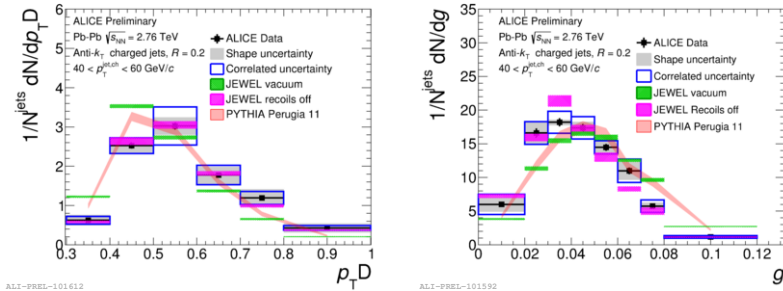 ALICE Preliminary
Pb-Pb √sNN = 2.76 TeV
Anti-kT charged jets, R = 0.2
40 < pT^jet,ch < 60 GeV/c
ALICE Data
Shape uncertainty
Correlated uncertainty
JEWEL vacuum
JEWEL Recoils off
PYTHIA Perugia 11
1/N^jets dN/dpTD
6
5
4
3
2
1
0
0.3 0.4 0.5 0.6 0.7 0.8 0.9 1
pTD
ALI-PREL-101612
ALICE Preliminary
Pb-Pb √sNN = 2.76 TeV
Anti-kT charged jets, R = 0.2
40 < pT^jet,ch < 60 GeV/c
ALICE Data
Shape uncertainty
Correlated uncertainty
JEWEL vacuum
JEWEL Recoils off
PYTHIA Perugia 11
1/N^jets dN/dg
35
30
25
20
15
10
5
0
0 0.02 0.04 0.06 0.08 0.1 0.12
g
ALI-PREL-101592